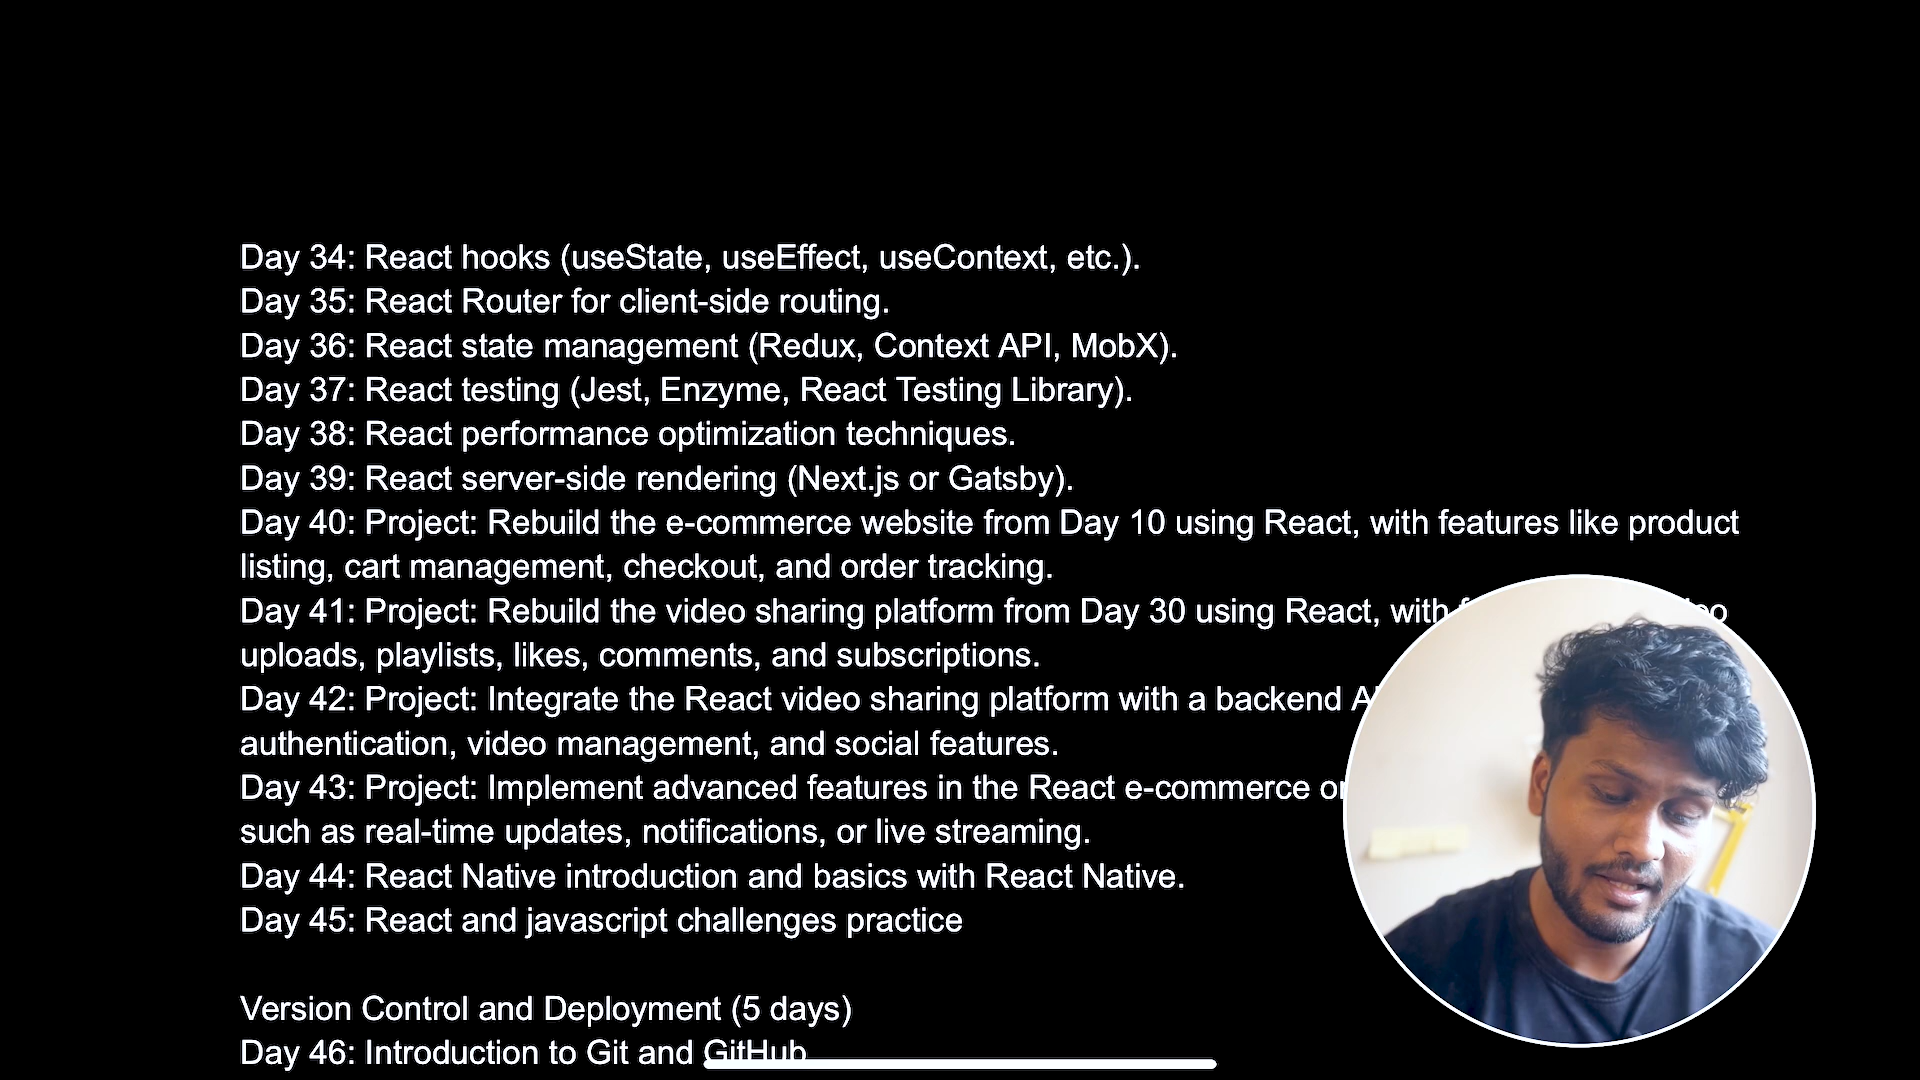 Day 34: React hooks (useState, useEffect, useContext, etc.).
Day 35: React Router for client-side routing.
Day 36: React state management (Redux, Context API, MobX).
Day 37: React testing (Jest, Enzyme, React Testing Library).
Day 38: React performance optimization techniques.
Day 39: React server-side rendering (Next.js or Gatsby).
Day 40: Project: Rebuild the e-commerce website from Day 10 using React, with features like product
listing, cart management, checkout, and order tracking.
Day 41: Project: Rebuild the video sharing platform from Day 30 using React, with
uploads, playlists, likes, comments, and subscriptions.
Day 42: Project: Integrate the React video sharing platform with a backend
authentication, video management, and social features.
Day 43: Project: Implement advanced features in the React e-commerce or
such as real-time updates, notifications, or live streaming.
Day 44: React Native introduction and basics with React Native.
Day 45: React and javascript challenges practice
Version Control and Deployment (5 days)
Day 46: Introduction to Git and GitHub